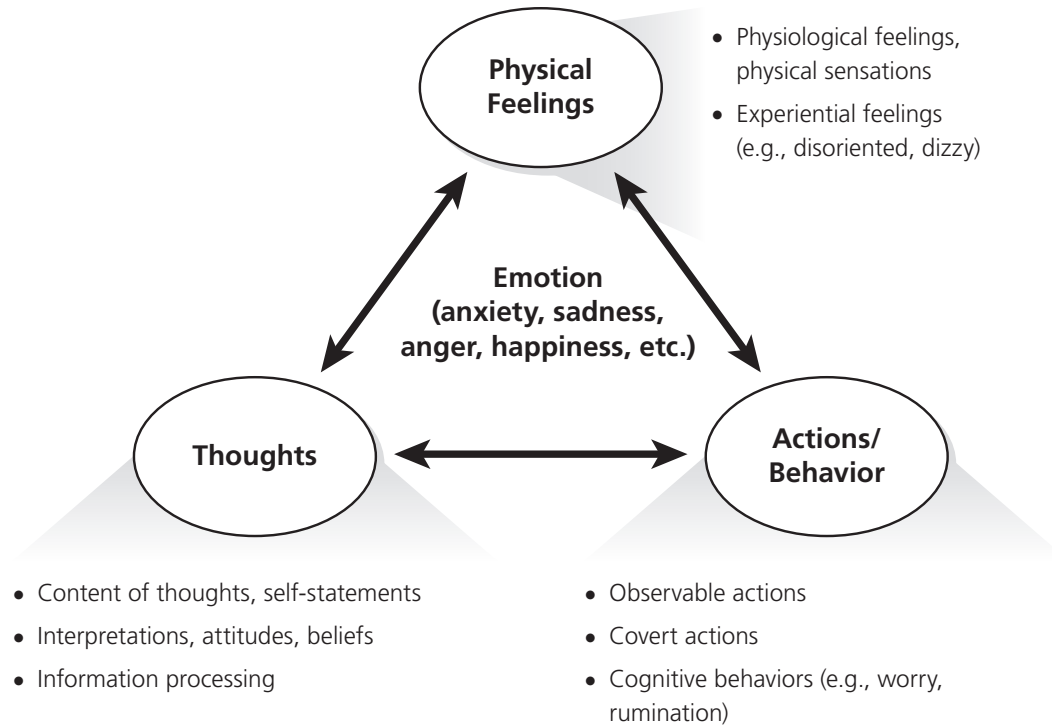 Physical
Feelings
• Physiological feelings,
physical sensations
• Experiential feelings
(e.g., disoriented, dizzy)
Emotion
(anxiety, sadness,
anger, happiness, etc.)
Thoughts
Actions/
Behavior
• Content of thoughts, self-statements
• Interpretations, attitudes, beliefs
• Information processing
• Observable actions
• Covert actions
• Cognitive behaviors (e.g., worry,
rumination)